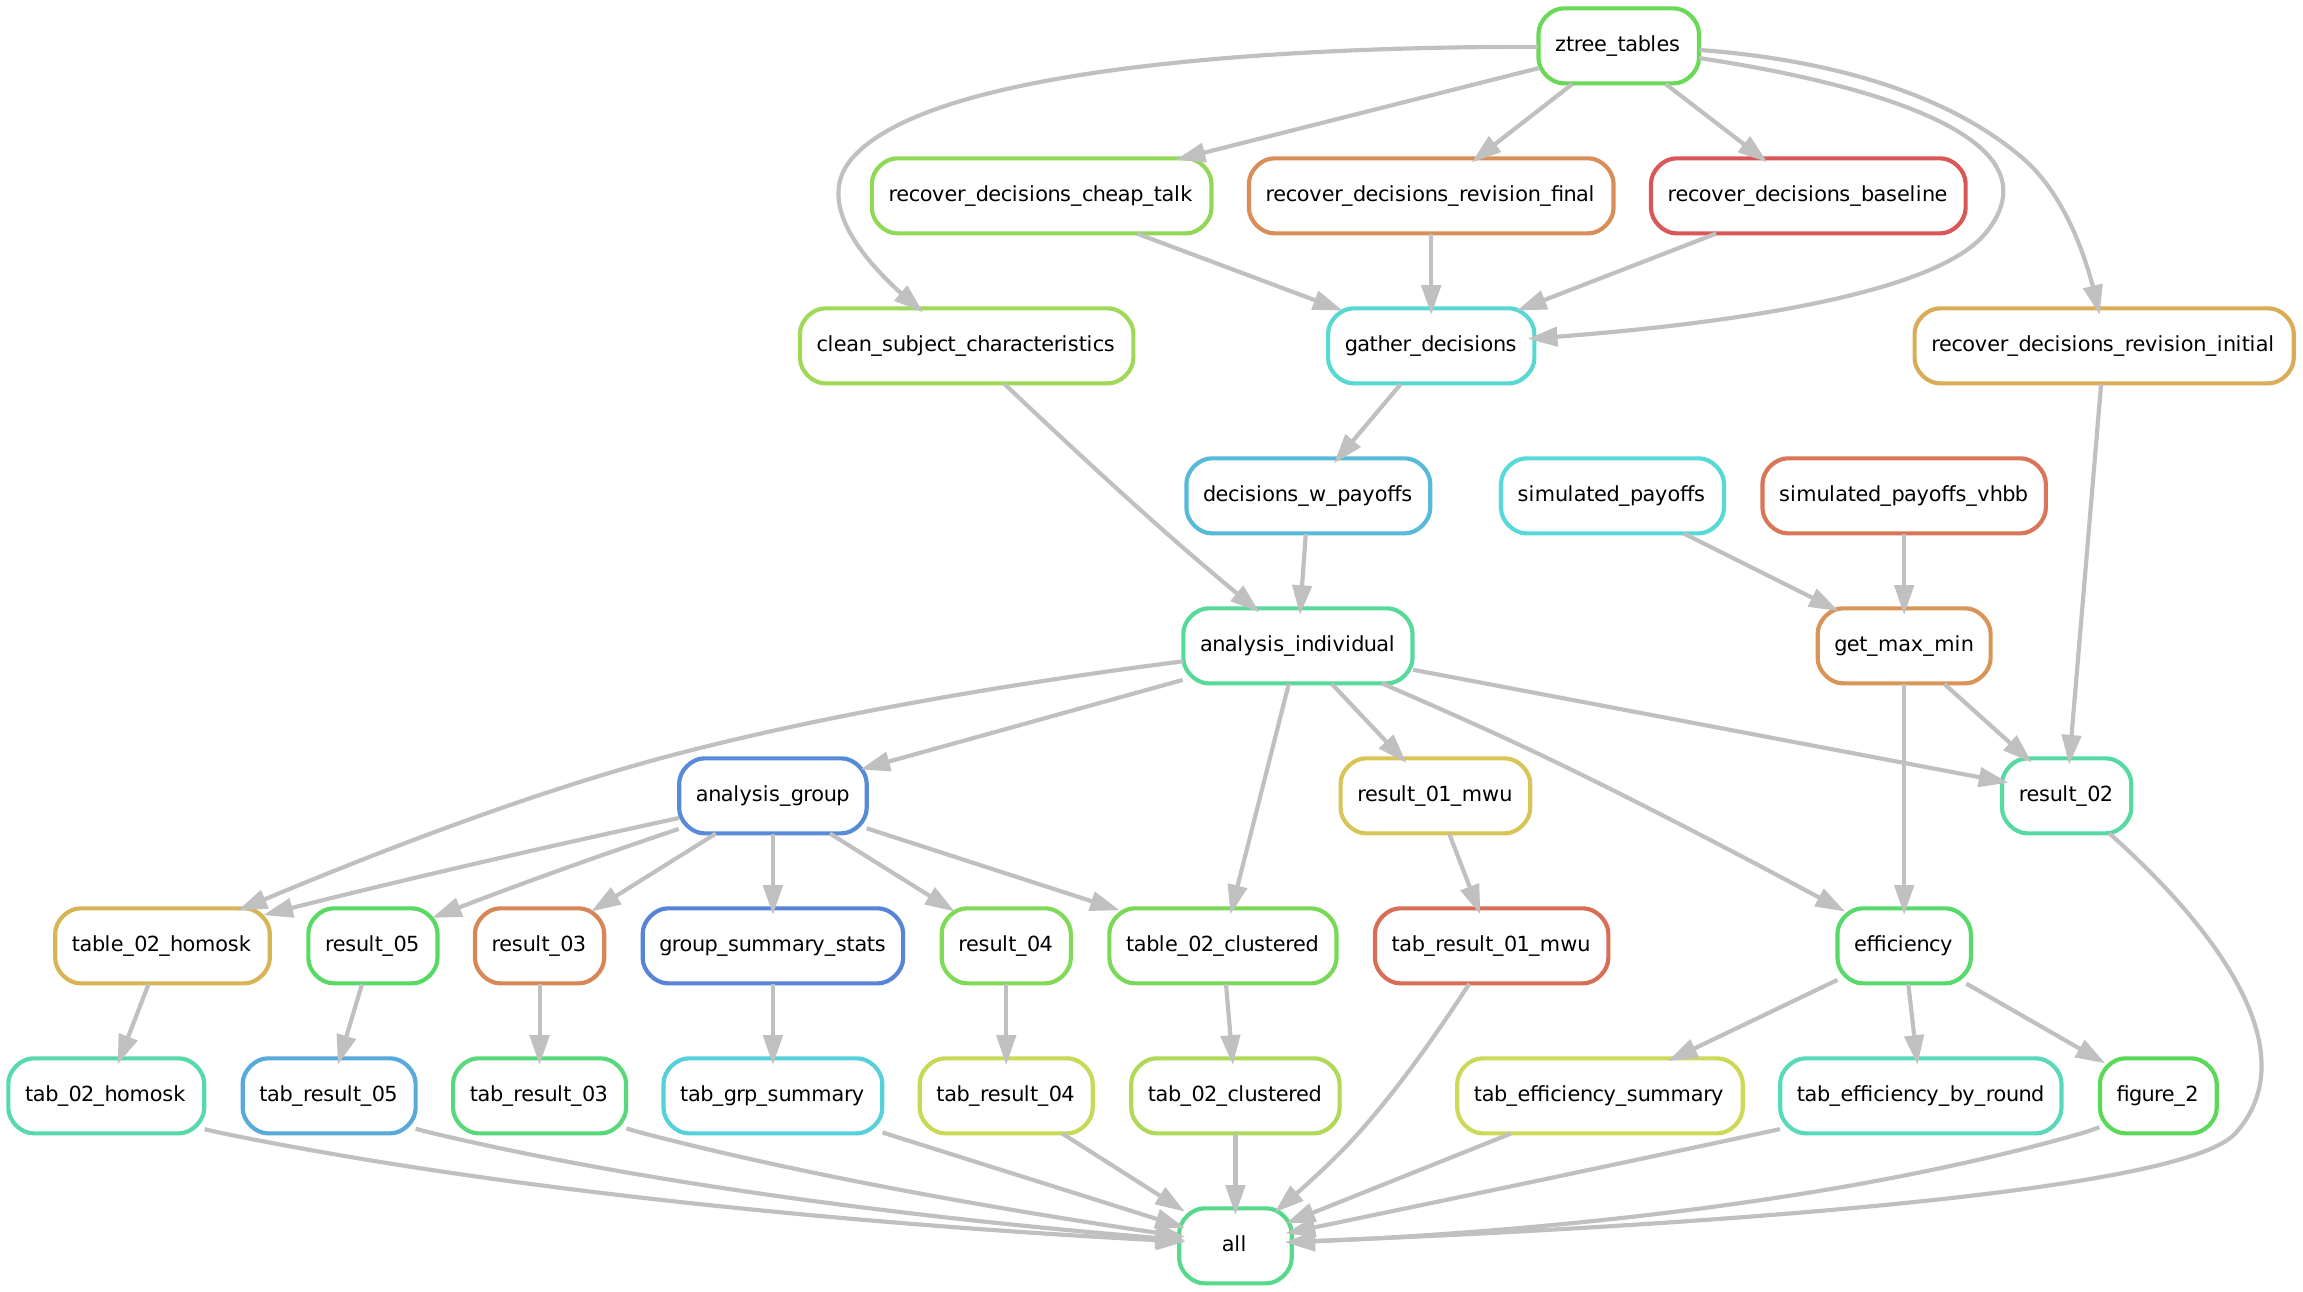 ztree_tables
recover_decisions_cheap_talk
recover_decisions_revision_final
recover_decisions_baseline
clean_subject_characteristics
gather_decisions
recover_decisions_revision_initial
decisions_w_payoffs
simulated_payoffs
simulated_payoffs_vhbb
analysis_individual
get_max_min
analysis_group
result_01_mwu
result_02
table_02_homosk
result_05
result_03
group_summary_stats
result_04
table_02_clustered
tab_result_01_mwu
efficiency
tab_02_homosk
tab_result_05
tab_result_03
tab_grp_summary
tab_result_04
tab_02_clustered
tab_efficiency_summary
tab_efficiency_by_round
figure_2
all